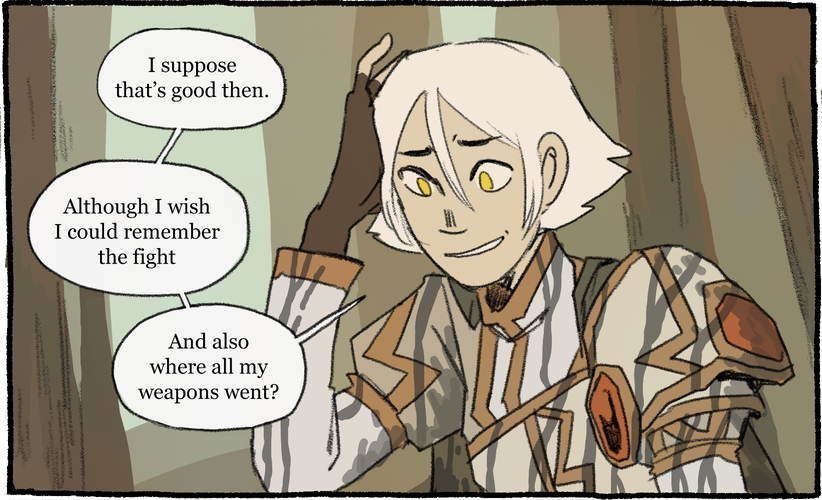 I suppose
that’s good then.
Although I wish
I could remember
the fight
And also
where all my
weapons went?